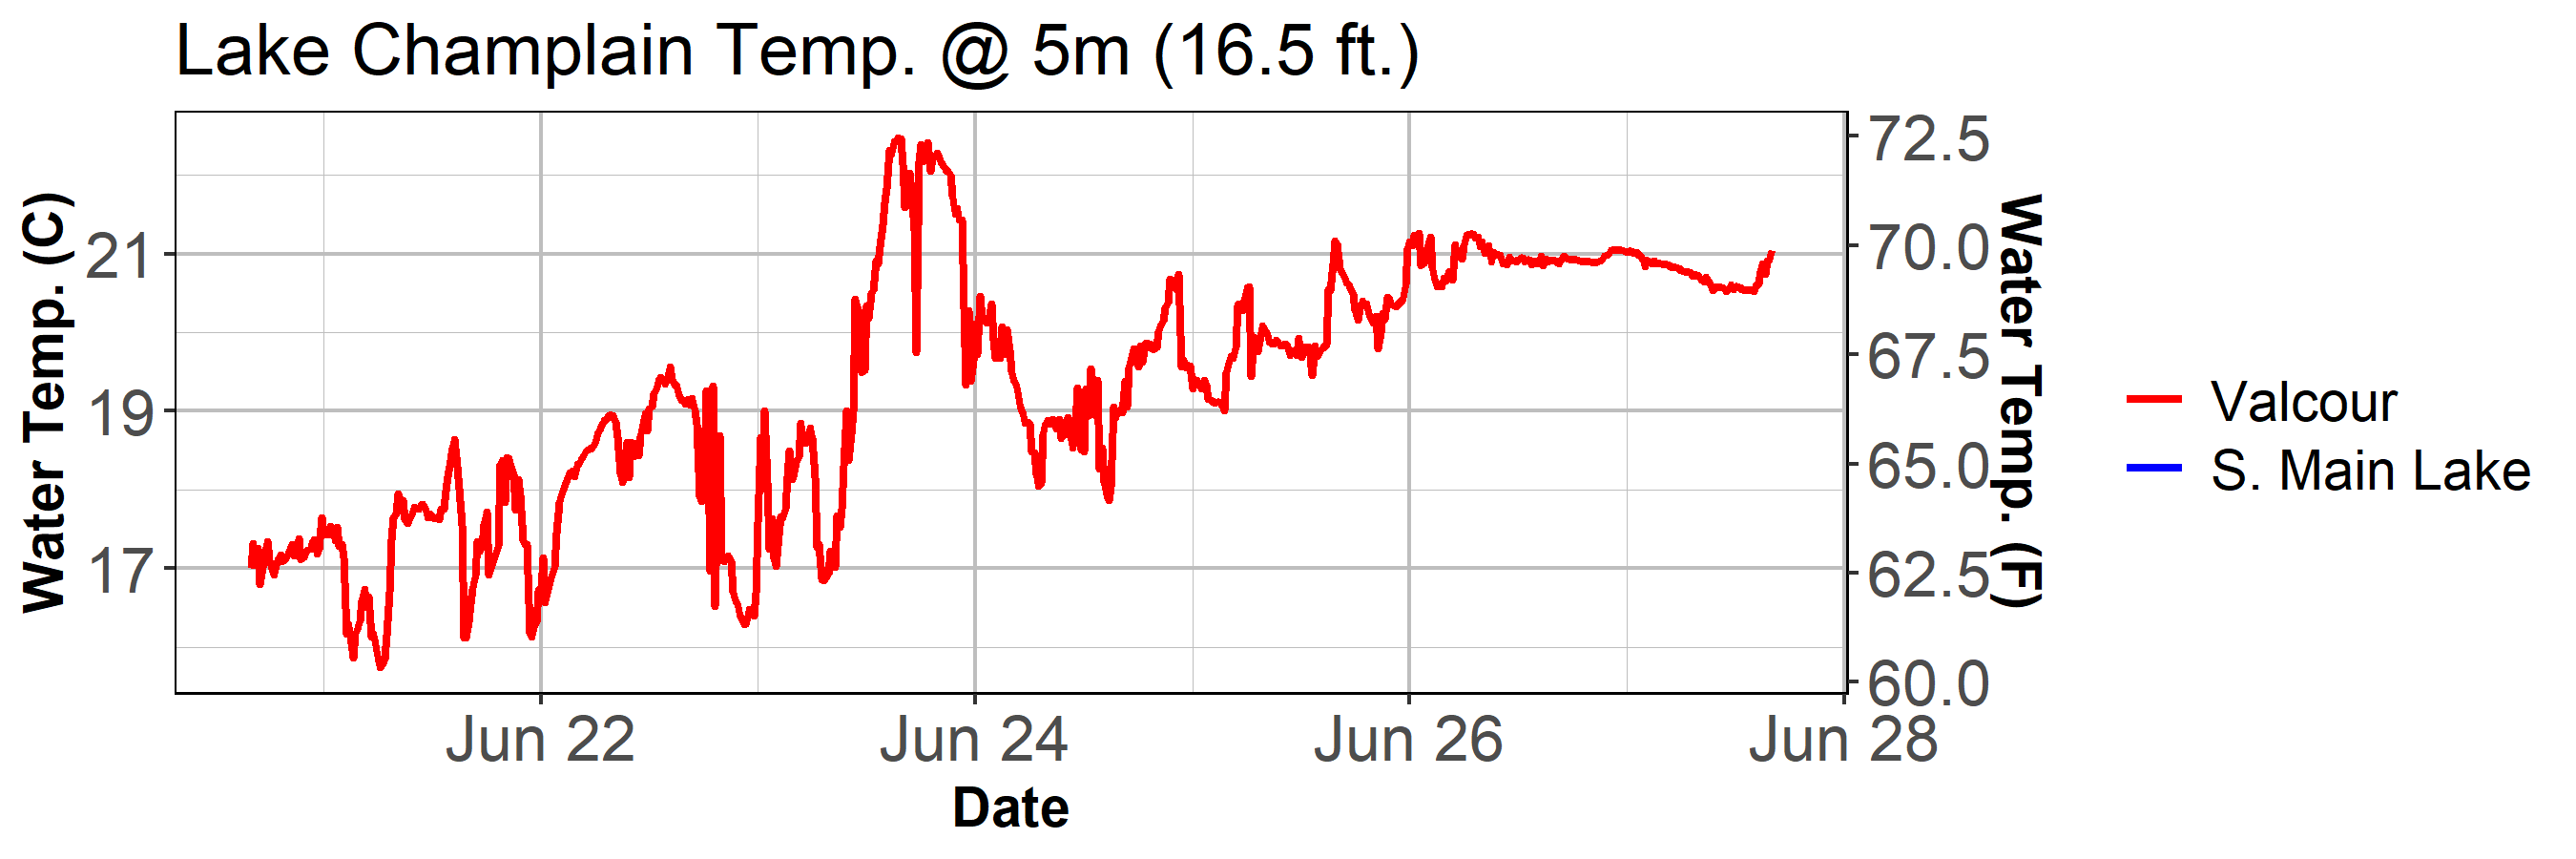 Lake Champlain Temp. @ 5m (16.5 ft.)
Water Temp. (C)
21
19
17
72.5
70.0
67.5
65.0
62.5
60.0
Water Temp. (F)
Jun 22
Jun 24
Jun 26
Jun 28
Date
Valcour
S. Main Lake